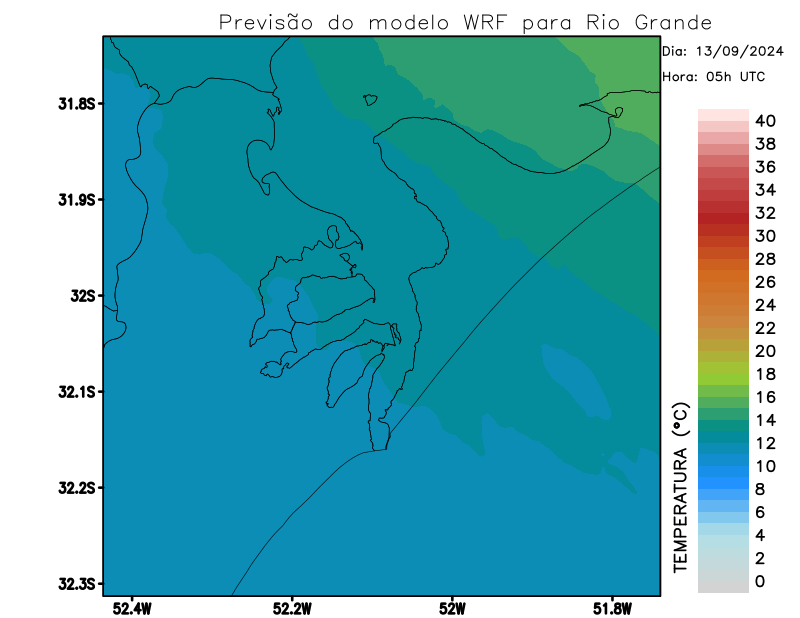 Previsão do modelo WRF para Rio Grande
Dia: 13/09/2024
Hora: 05h UTC
31.8S
31.9S
32S
32.1S
32.2S
32.3S
52.4W
52.2W
52W
51.8W
TEMPERATURA (°C)
40
38
36
34
32
30
28
26
24
22
20
18
16
14
12
10
8
6
4
2
0